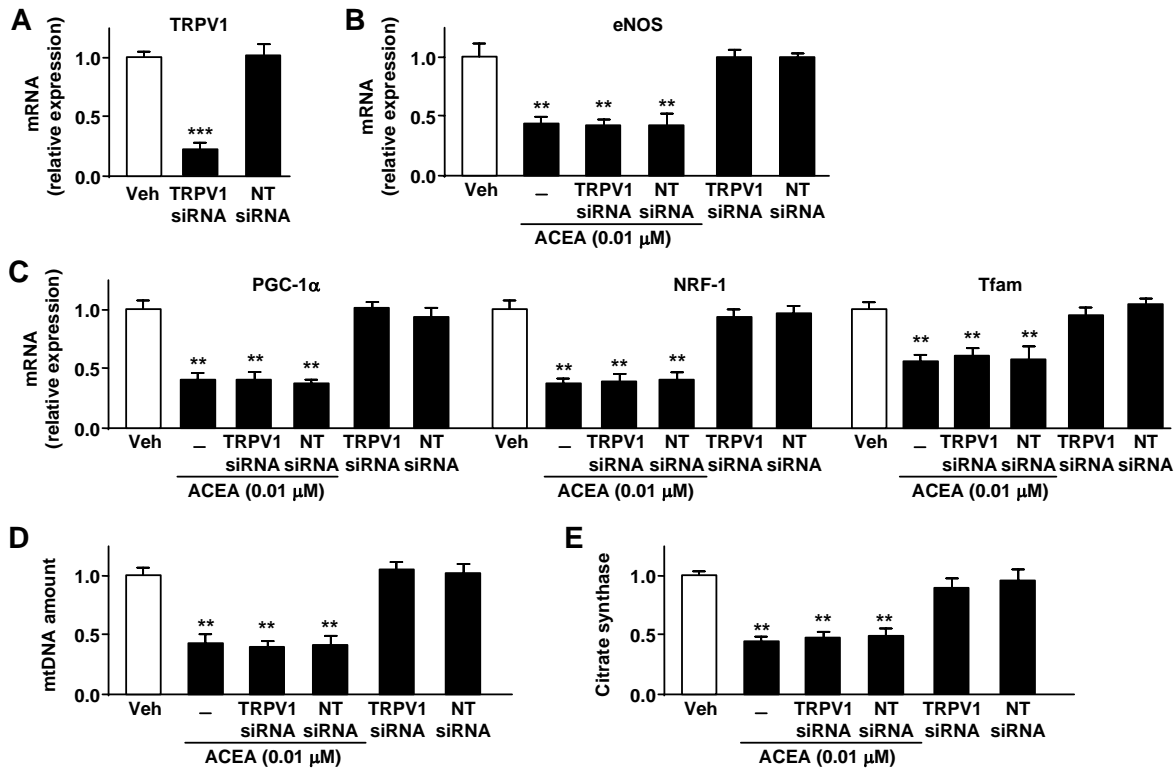 A
TRPV1
mRNA
(relative expression)
1.0
0.5
0.0
***
Veh TRPV1 NT
siRNA siRNA
B
eNOS
mRNA
(relative expression)
1.0
0.5
0.0
** ** **
Veh – TRPV1 NT TRPV1 NT
siRNA siRNA siRNA siRNA
ACEA (0.01 μM)
C
PGC-1α NRF-1 Tfam
mRNA
(relative expression)
1.0
0.5
0.0
** ** ** ** ** ** ** ** **
Veh – TRPV1 NT TRPV1 NT Veh – TRPV1 NT TRPV1 NT Veh – TRPV1 NT TRPV1 NT
siRNA siRNA siRNA siRNA siRNA siRNA siRNA siRNA siRNA siRNA siRNA siRNA
ACEA (0.01 μM) ACEA (0.01 μM) ACEA (0.01 μM)
D
mtDNA amount
1.0
0.5
0.0
** ** **
Veh – TRPV1 NT TRPV1 NT
siRNA siRNA siRNA siRNA
ACEA (0.01 μM)
E
Citrate synthase
1.0
0.5
0.0
** ** **
Veh – TRPV1 NT TRPV1 NT
siRNA siRNA siRNA siRNA
ACEA (0.01 μM)